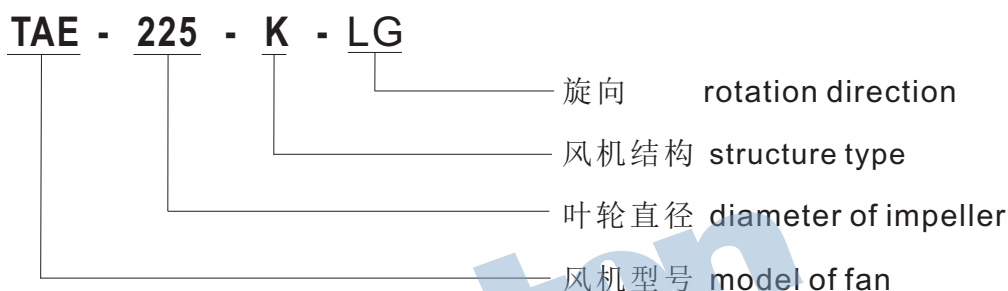 TAE - 225 - K - LG
旋向 rotation direction
风机结构 structure type
叶轮直径 diameter of impeller
风机型号 model of fan